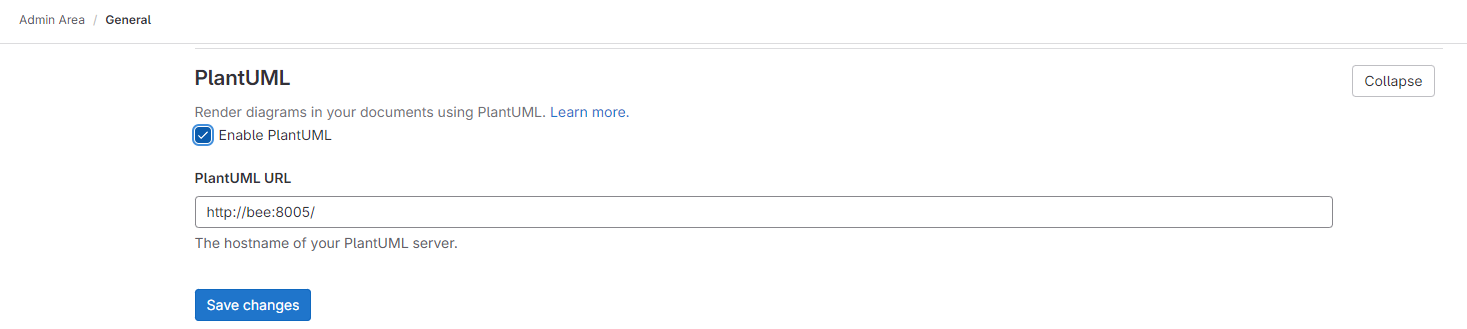 Admin Area / General
PlantUML
Collapse
Render diagrams in your documents using PlantUML. Learn more.
Enable PlantUML
PlantUML URL
http://bee:8005/
The hostname of your PlantUML server.
Save changes